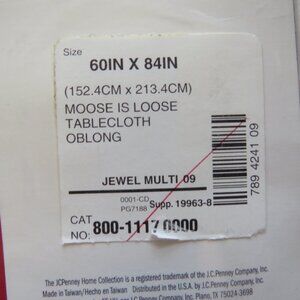 Size
60IN X 84IN
(152.4CM X 213.4CM)
MOOSE IS LOOSE
TABLECLOTH
OBLONG
JEWEL MULTI 09
0001-CD
PG7188 Supp. 19963-8
CAT
NO: 800-1117 0000
789 4241 09
The JCPenney Home Collection is a registered trademark of the J.C. Penney Company, Inc.
Made in Taiwan/Hecho en Taiwan Distributed in the U.S.A. by J.C. Penney Company, Inc.
Inc., Plano, TX 75024-3698